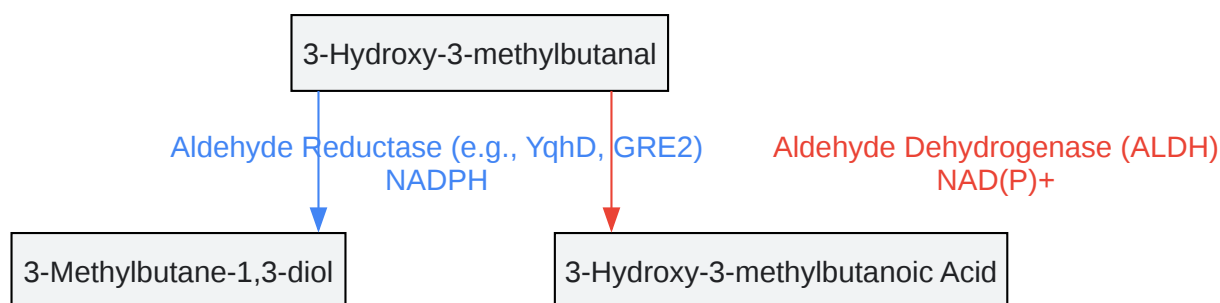 3-Hydroxy-3-methylbutanal
Aldehyde Reductase (e.g., YqhD, GRE2)
NADPH
Aldehyde Dehydrogenase (ALDH)
NAD(P)+
3-Methylbutane-1,3-diol
3-Hydroxy-3-methylbutanoic Acid